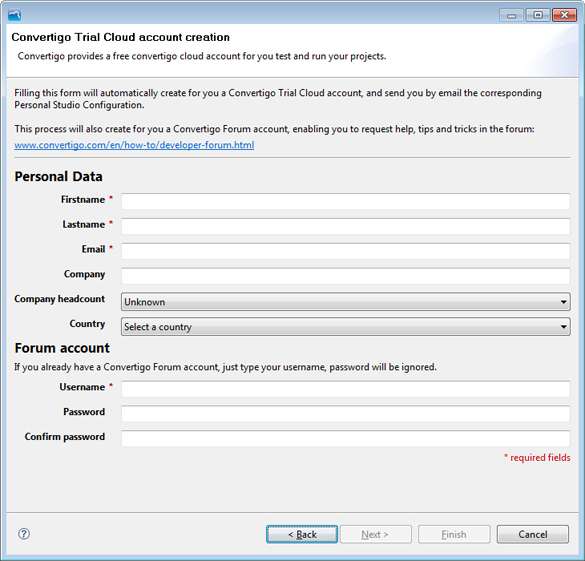 Convertigo Trial Cloud account creation
Convertigo provides a free convertigo cloud account for you test and run your projects.
Filling this form will automatically create for you a Convertigo Trial Cloud account, and send you by email the corresponding
Personal Studio Configuration.
This process will also create for you a Convertigo Forum account, enabling you to request help, tips and tricks in the forum:
www.convertigo.com/en/how-to/developer-forum.html
Personal Data
Firstname *
Lastname *
Email *
Company
Company headcount Unknown
Country Select a country
Forum account
If you already have a Convertigo Forum account, just type your username, password will be ignored.
Username *
Password
Confirm password
* required fields
? < Back Next > Finish Cancel